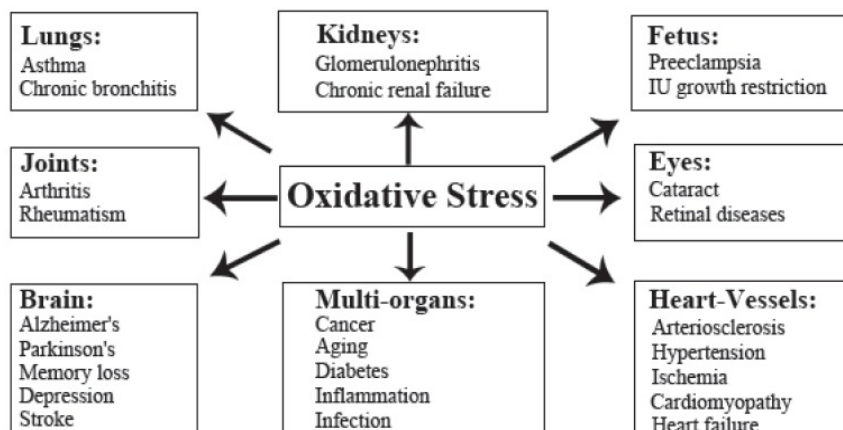 Lungs:
Asthma
Chronic bronchitis
Kidneys:
Glomerulonephritis
Chronic renal failure
Fetus:
Preeclampsia
IU growth restriction
Joints:
Arthritis
Rheumatism
Oxidative Stress
Eyes:
Cataract
Retinal diseases
Brain:
Alzheimer's
Parkinson's
Memory loss
Depression
Stroke
Multi-organs:
Cancer
Aging
Diabetes
Inflammation
Infection
Heart-Vessels:
Arteriosclerosis
Hypertension
Ischemia
Cardiomyopathy
Heart failure